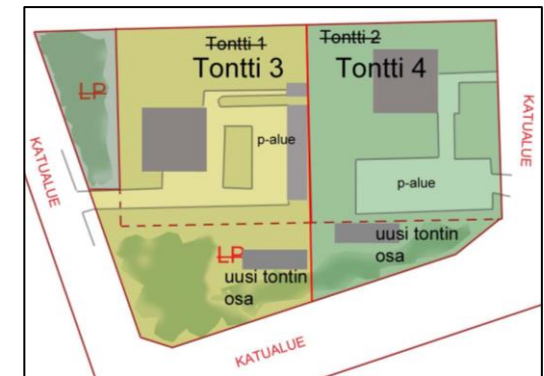 Tontti 1
Tontti 3
Tontti 2
Tontti 4
LP
KATUALUE
p-alue
p-alue
KATUALUE
LP
uusi tontin
osa
uusi tontin
osa
KATUALUE